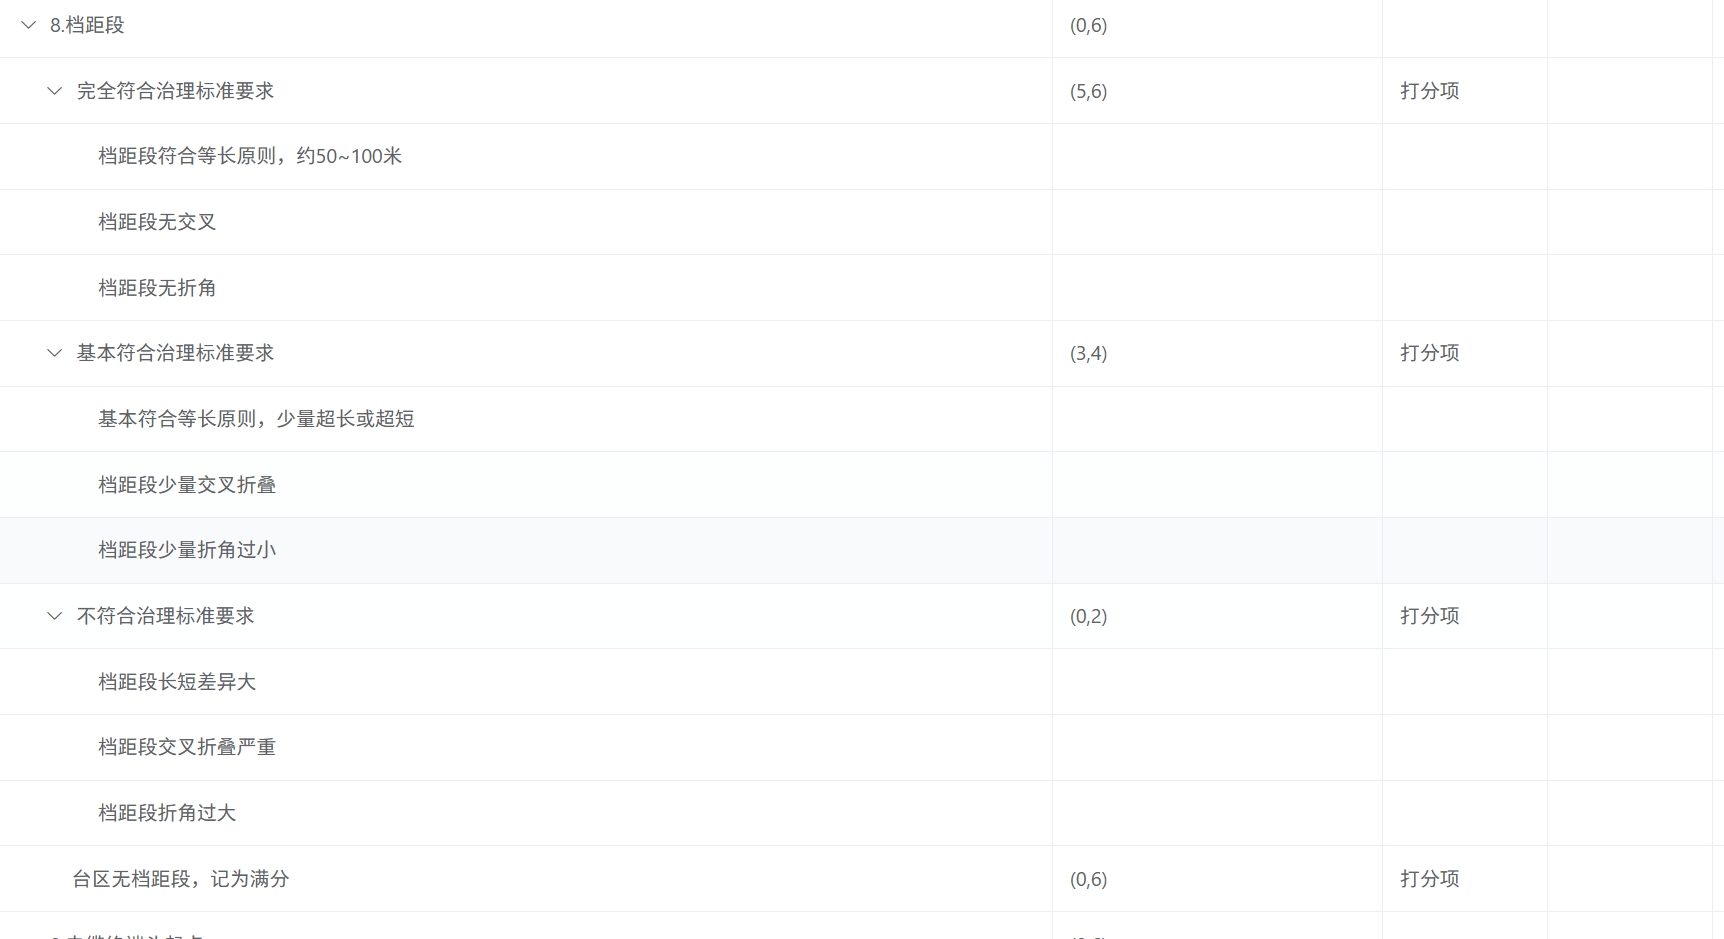 8.档距段 (0,6)
完全符合治理标准要求 (5,6) 打分项
档距段符合等长原则，约50~100米
档距段无交叉
档距段无折角
基本符合治理标准要求 (3,4) 打分项
基本符合等长原则，少量超长或超短
档距段少量交叉折叠
档距段少量折角过小
不符合治理标准要求 (0,2) 打分项
档距段长短差异大
档距段交叉折叠严重
档距段折角过大
台区无档距段，记为满分 (0,6) 打分项